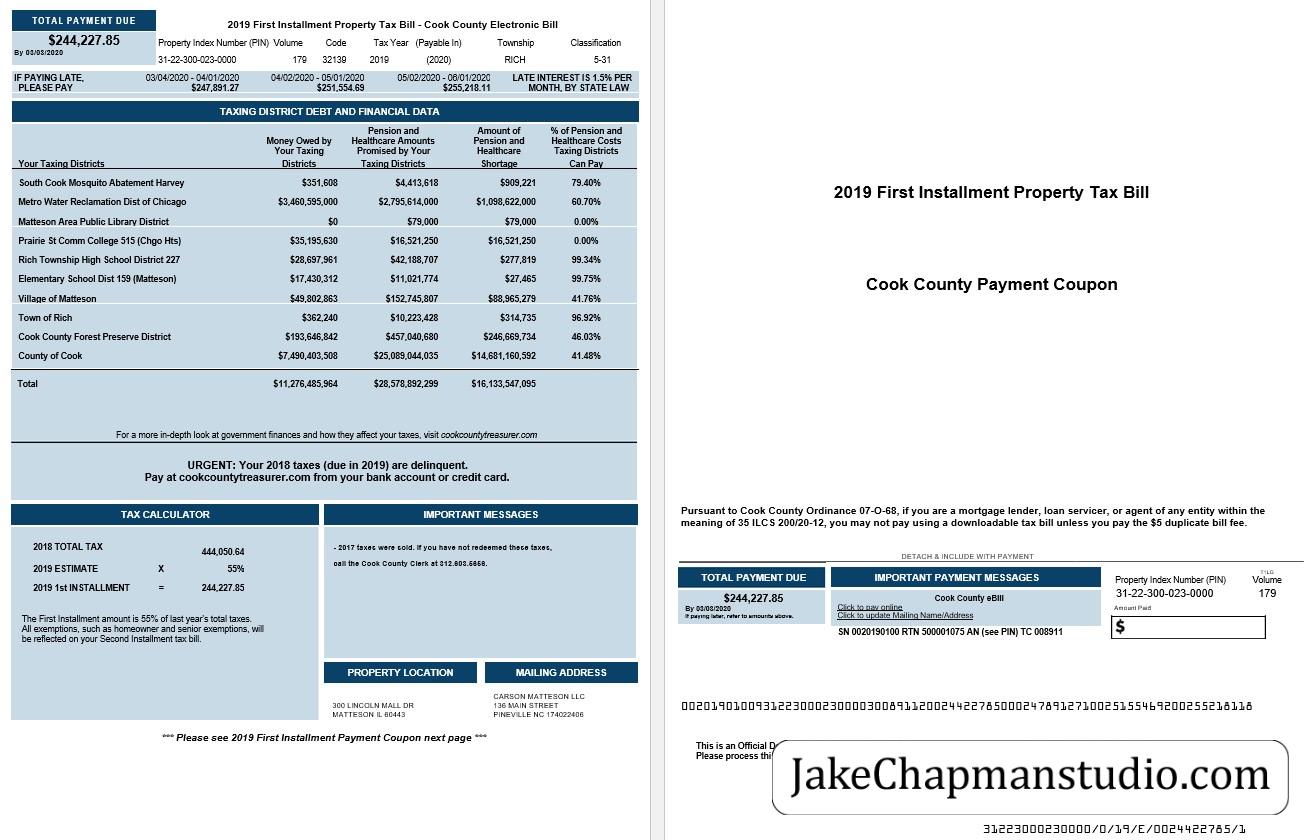 TOTAL PAYMENT DUE
$244,227.85
By 03/03/2020
2019 First Installment Property Tax Bill - Cook County Electronic Bill
Property Index Number (PIN) Volume Code Tax Year (Payable In) Township Classification
31-22-300-023-0000 179 32139 2019 (2020) RICH 5-31
IF PAYING LATE, 03/04/2020 - 04/01/2020 04/02/2020 - 05/01/2020 05/02/2020 - 06/01/2020 LATE INTEREST IS 1.5% PER
PLEASE PAY $247,891.27 $251,554.69 $255,218.11 MONTH, BY STATE LAW
TAXING DISTRICT DEBT AND FINANCIAL DATA
Pension and Amount of % of Pension and
Money Owed by Healthcare Amounts Pension and Healthcare Costs
Your Taxing Promised by Your Healthcare Taxing Districts
Your Taxing Districts Districts Taxing Districts Shortage Can Pay
South Cook Mosquito Abatement Harvey $351,608 $4,413,618 $909,221 79.40%
Metro Water Reclamation Dist of Chicago $3,460,595,000 $2,795,614,000 $1,098,622,000 60.70%
Matteson Area Public Library District $0 $79,000 $79,000 0.00%
Prairie St Comm College 515 (Chgo Hts) $35,195,630 $16,521,250 $16,521,250 0.00%
Rich Township High School District 227 $28,697,961 $42,188,707 $277,819 99.34%
Elementary School Dist 159 (Matteson) $17,430,312 $11,021,774 $27,465 99.75%
Village of Matteson $49,802,863 $152,745,807 $88,965,279 41.76%
Town of Rich $362,240 $10,223,428 $314,735 96.92%
Cook County Forest Preserve District $193,646,842 $457,040,680 $246,669,734 46.03%
County of Cook $7,490,403,508 $25,089,044,035 $14,681,160,592 41.48%
Total $11,276,485,964 $28,578,892,299 $16,133,547,095
For a more in-depth look at government finances and how they affect your taxes, visit cookcountytreasurer.com
URGENT: Your 2018 taxes (due in 2019) are delinquent.
Pay at cookcountytreasurer.com from your bank account or credit card.
TAX CALCULATOR
2018 TOTAL TAX 444,050.64
2019 ESTIMATE X 55%
2019 1st INSTALLMENT = 244,227.85
The First Installment amount is 55% of last year's total taxes.
All exemptions, such as homeowner and senior exemptions, will
be reflected on your Second Installment tax bill.
IMPORTANT MESSAGES
- 2017 taxes were sold. If you have not redeemed these taxes,
call the Cook County Clerk at 312.603.5656.
PROPERTY LOCATION
300 LINCOLN MALL DR
MATTESON IL 60443
MAILING ADDRESS
CARSON MATTESON LLC
136 MAIN STREET
PINEVILLE NC 174022406
*** Please see 2019 First Installment Payment Coupon next page ***
2019 First Installment Property Tax Bill
Cook County Payment Coupon
Pursuant to Cook County Ordinance 07-O-68, if you are a mortgage lender, loan servicer, or agent of any entity within the
meaning of 35 ILCS 200/20-12, you may not pay using a downloadable tax bill unless you pay the $5 duplicate bill fee.
DETACH & INCLUDE WITH PAYMENT
TOTAL PAYMENT DUE
$244,227.85
By 03/03/2020
If paying later, refer to amounts above.
IMPORTANT PAYMENT MESSAGES
Cook County eBill
Click to pay online
Click to update Mailing Name/Address
SN 0020190100 RTN 500001075 AN (see PIN) TC 008911
T1LG
Property Index Number (PIN) Volume
31-22-300-023-0000 179
Amount Paid
$
00201901009312230002300003008911200244227850002478912710025155469200255218118
This is an Official
Please process
JakeChapmanstudio.com
31223000230000/0/19/E/0024422785/1